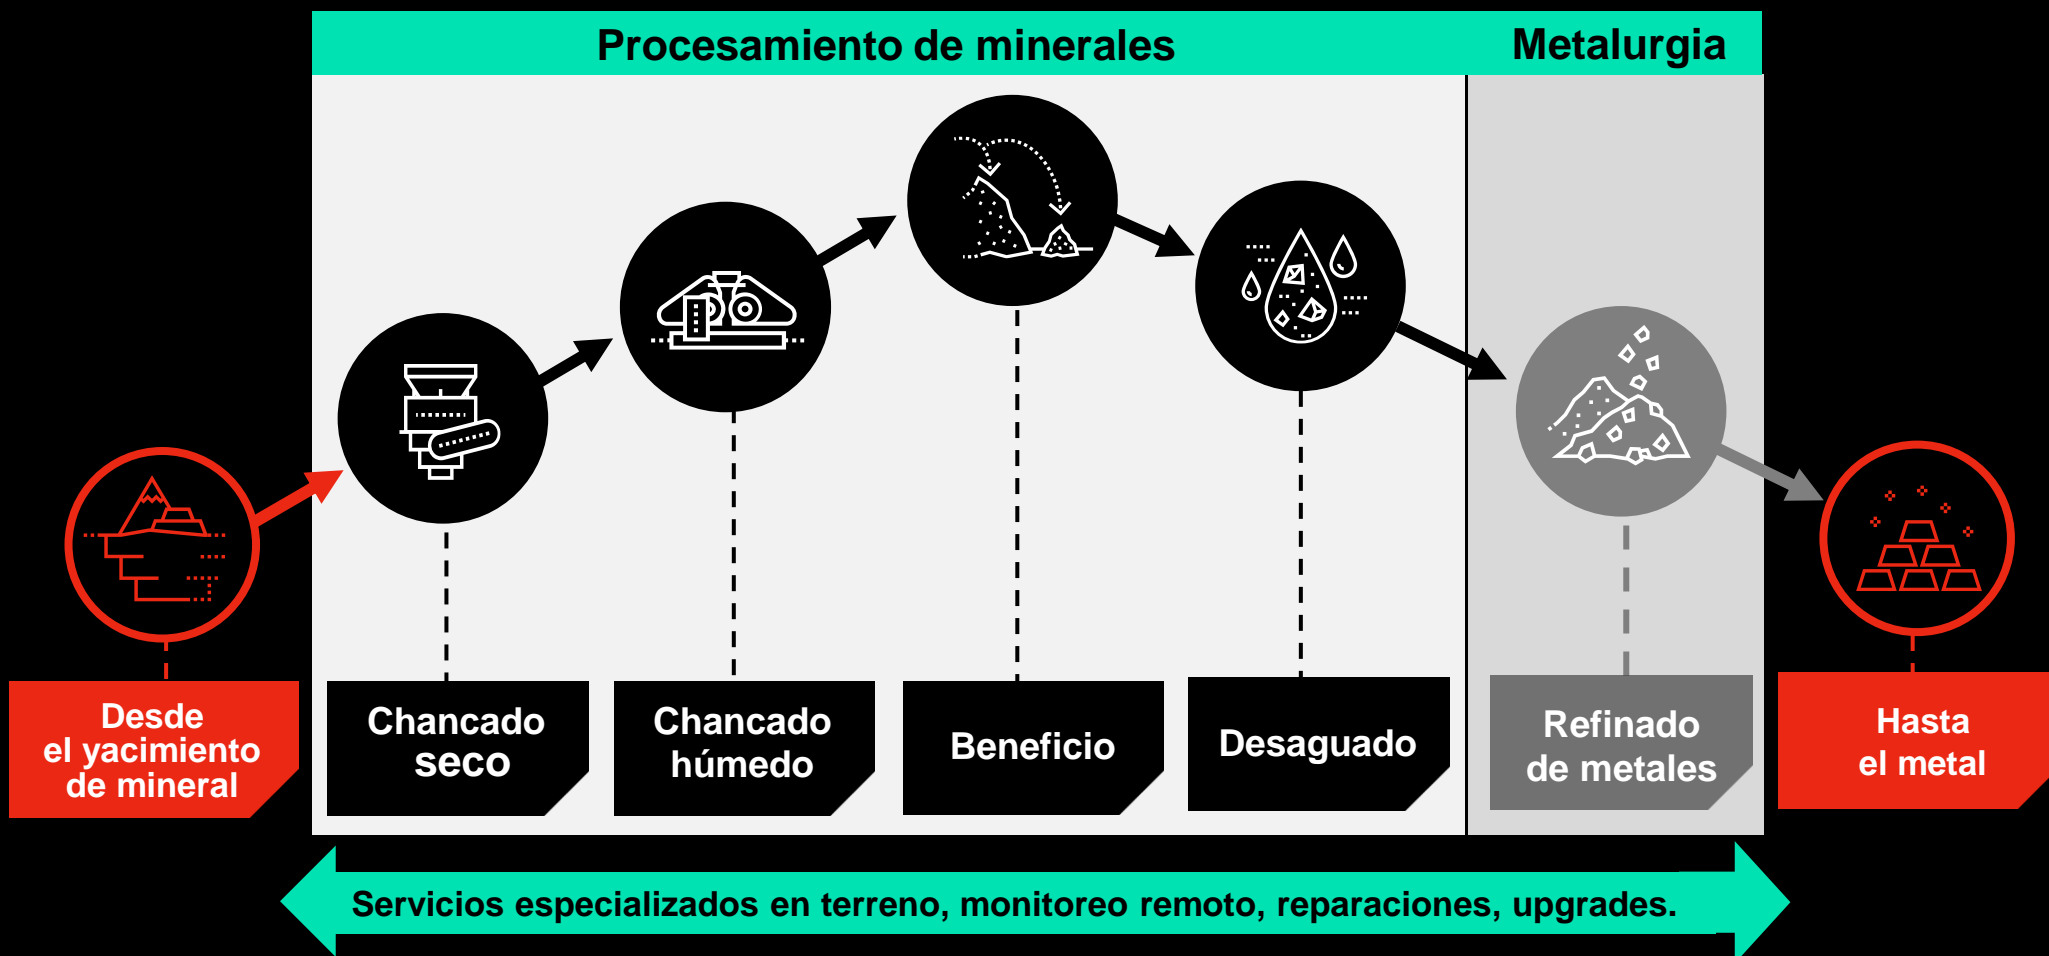 Procesamiento de minerales
Metalurgia
Desde
el yacimiento
de mineral
Chancado
seco
Chancado
húmedo
Beneficio
Desaguado
Refinado
de metales
Hasta
el metal
Servicios especializados en terreno, monitoreo remoto, reparaciones, upgrades.